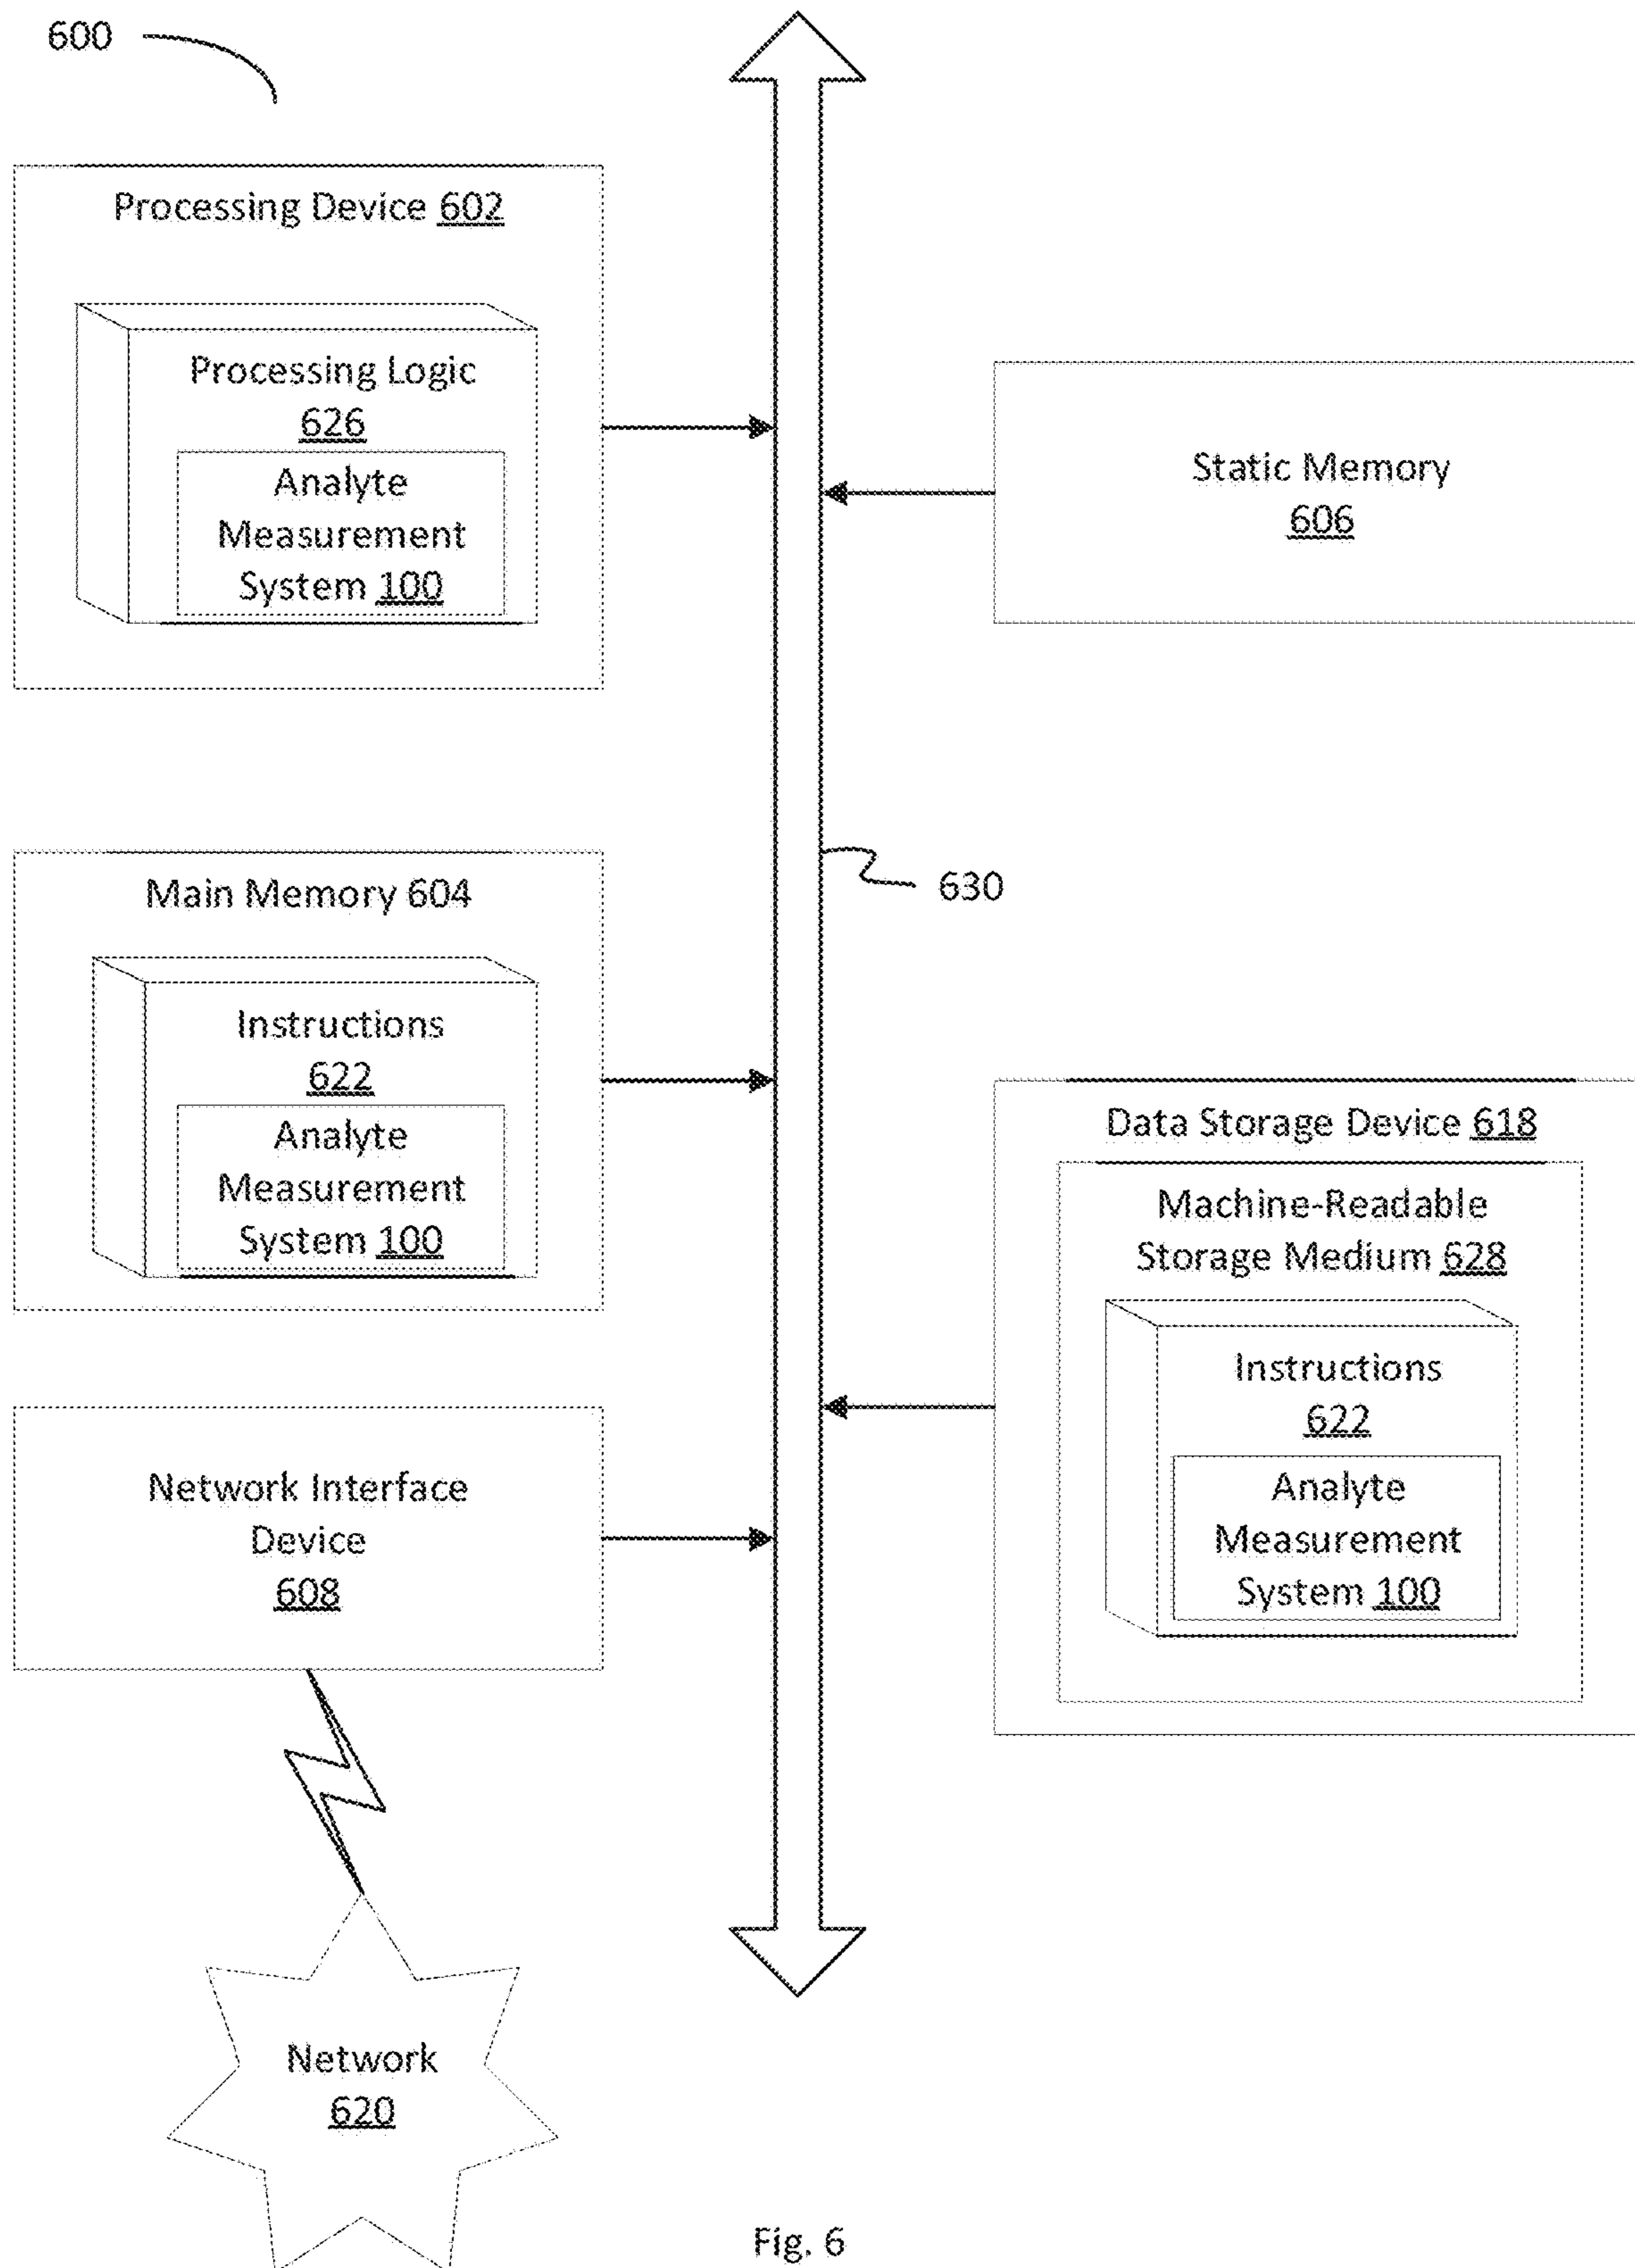 600
Processing Device 602
Processing Logic
626
Analyte
Measurement
System 100
Static Memory
606
Main Memory 604
630
Instructions
622
Analyte
Measurement
System 100
Data Storage Device 618
Machine-Readable
Storage Medium 628
Instructions
622
Analyte
Measurement
System 100
Network Interface
Device
608
Network
620
Fig. 6